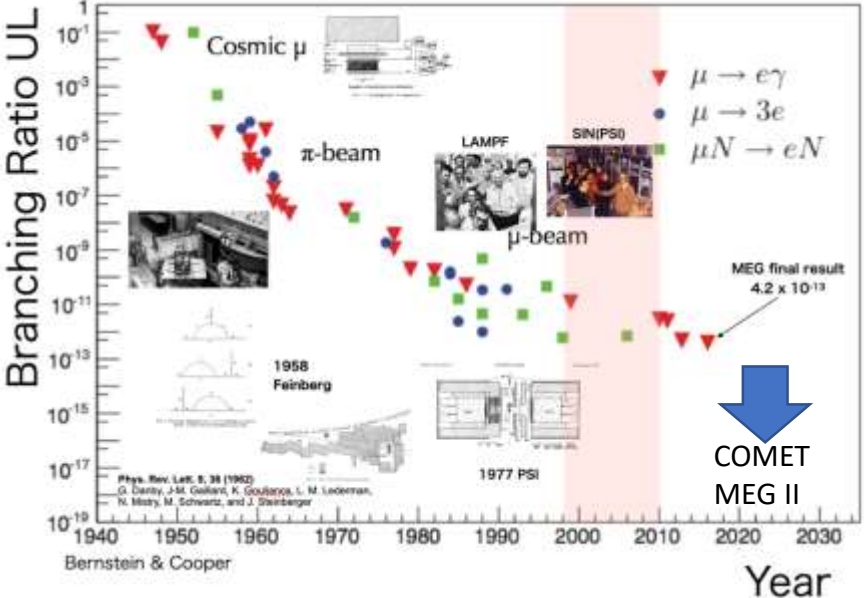 Branching Ratio UL
1
10-1
10-3
10-5
10-7
10-9
10-11
10-13
10-15
10-17
10-19
Cosmic μ
π-beam
LAMPF
SIN(PSI)
μ-beam
μ → eγ
μ → 3e
μN → eN
MEG final result
4.2 x 10-13
1958
Feinberg
1977 PSI
COMET
MEG II
Phys. Rev. Lett. 9, 36 (1962)
G. Danby, J-M. Gaillard, K. Goulianos, L. M. Lederman,
N. Mistry, M. Schwartz, and J. Steinberger
1940 1950 1960 1970 1980 1990 2000 2010 2020 2030
Bernstein & Cooper
Year